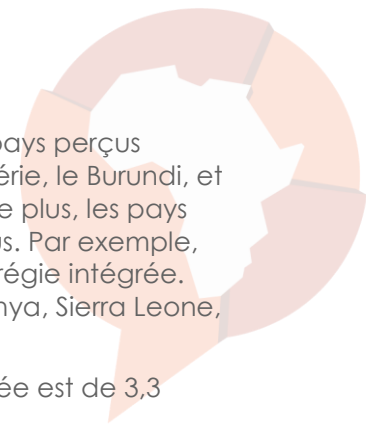 pays perçus
érie, le Burundi, et
e plus, les pays
us. Par exemple,
régie intégrée.
nya, Sierra Leone,
ée est de 3,3